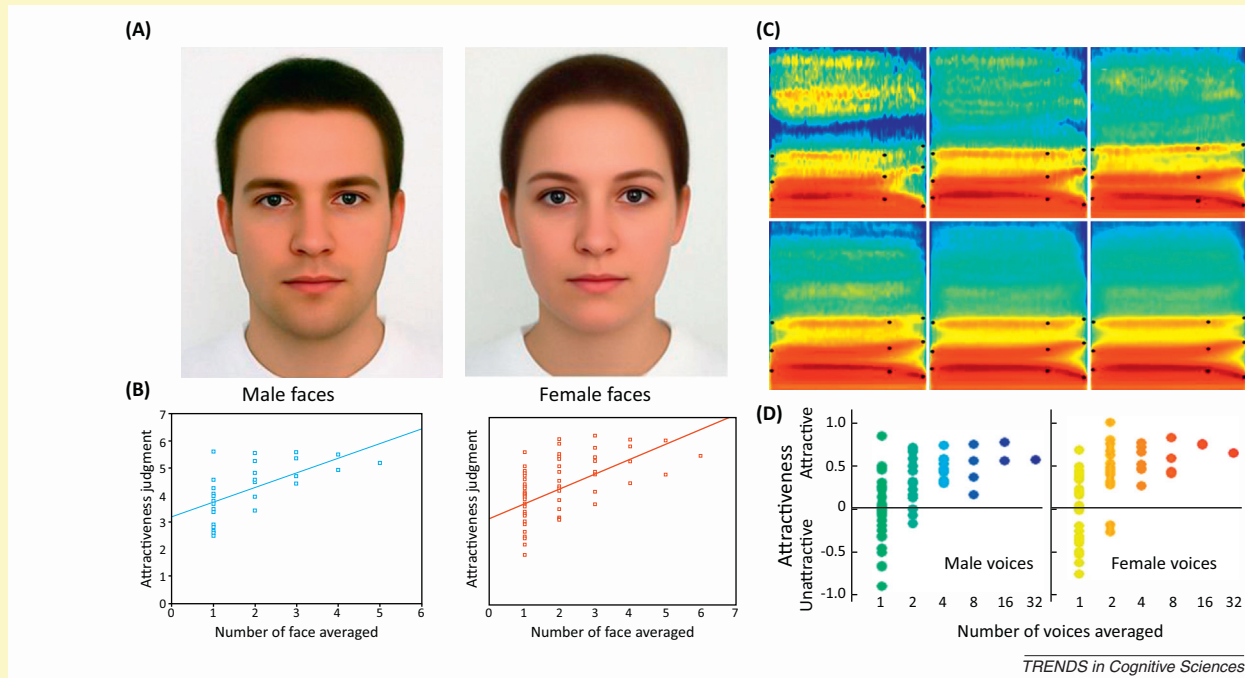 (A)
(C)
Male faces
Female faces
(B)
Attractiveness judgment
7
6
5
4
3
2
1
0
0 1 2 3 4 5 6
Number of face averaged
Attractiveness judgment
0 1 2 3 4 5 6 7
Number of face averaged
(D)
Attractiveness
Unattractive Attractive
1.0
0.5
0
-0.5
-1.0
Male voices
Female voices
1 2 4 8 16 32
1 2 4 8 16 32
Number of voices averaged
TRENDS in Cognitive Sciences